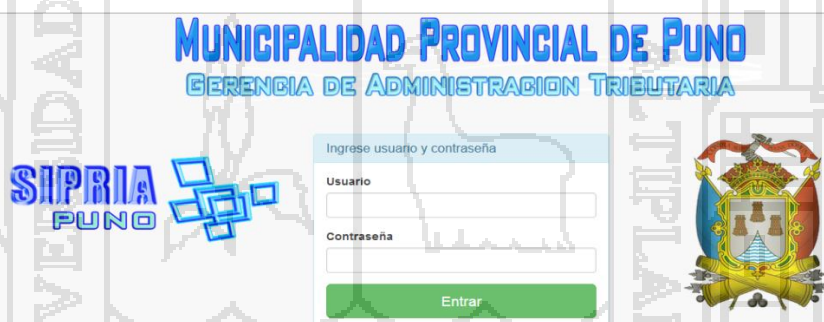 MUNICIPALIDAD PROVINCIAL DE PUNO
GERENCIA DE ADMINISTRACION TRIBUTARIA
SIPRIA
PUNO
Ingrese usuario y contraseña
Usuario
Contraseña
Entrar